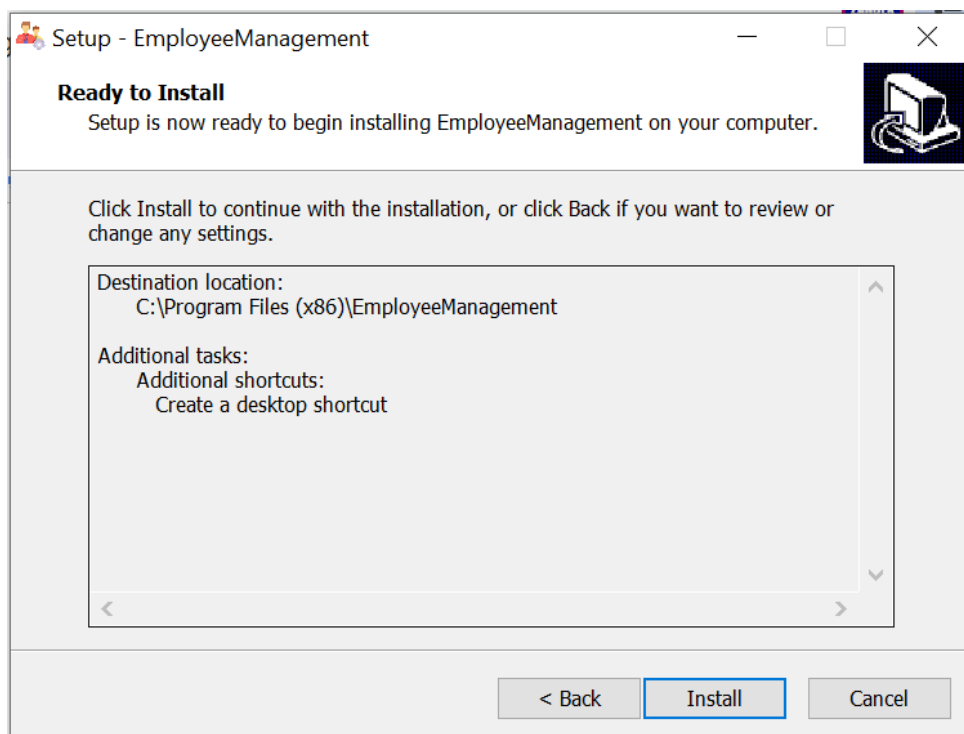 Setup - EmployeeManagement
Ready to Install
Setup is now ready to begin installing EmployeeManagement on your computer.
Click Install to continue with the installation, or click Back if you want to review or
change any settings.
Destination location:
C:\Program Files (x86)\EmployeeManagement
Additional tasks:
Additional shortcuts:
Create a desktop shortcut
< Back
Install
Cancel